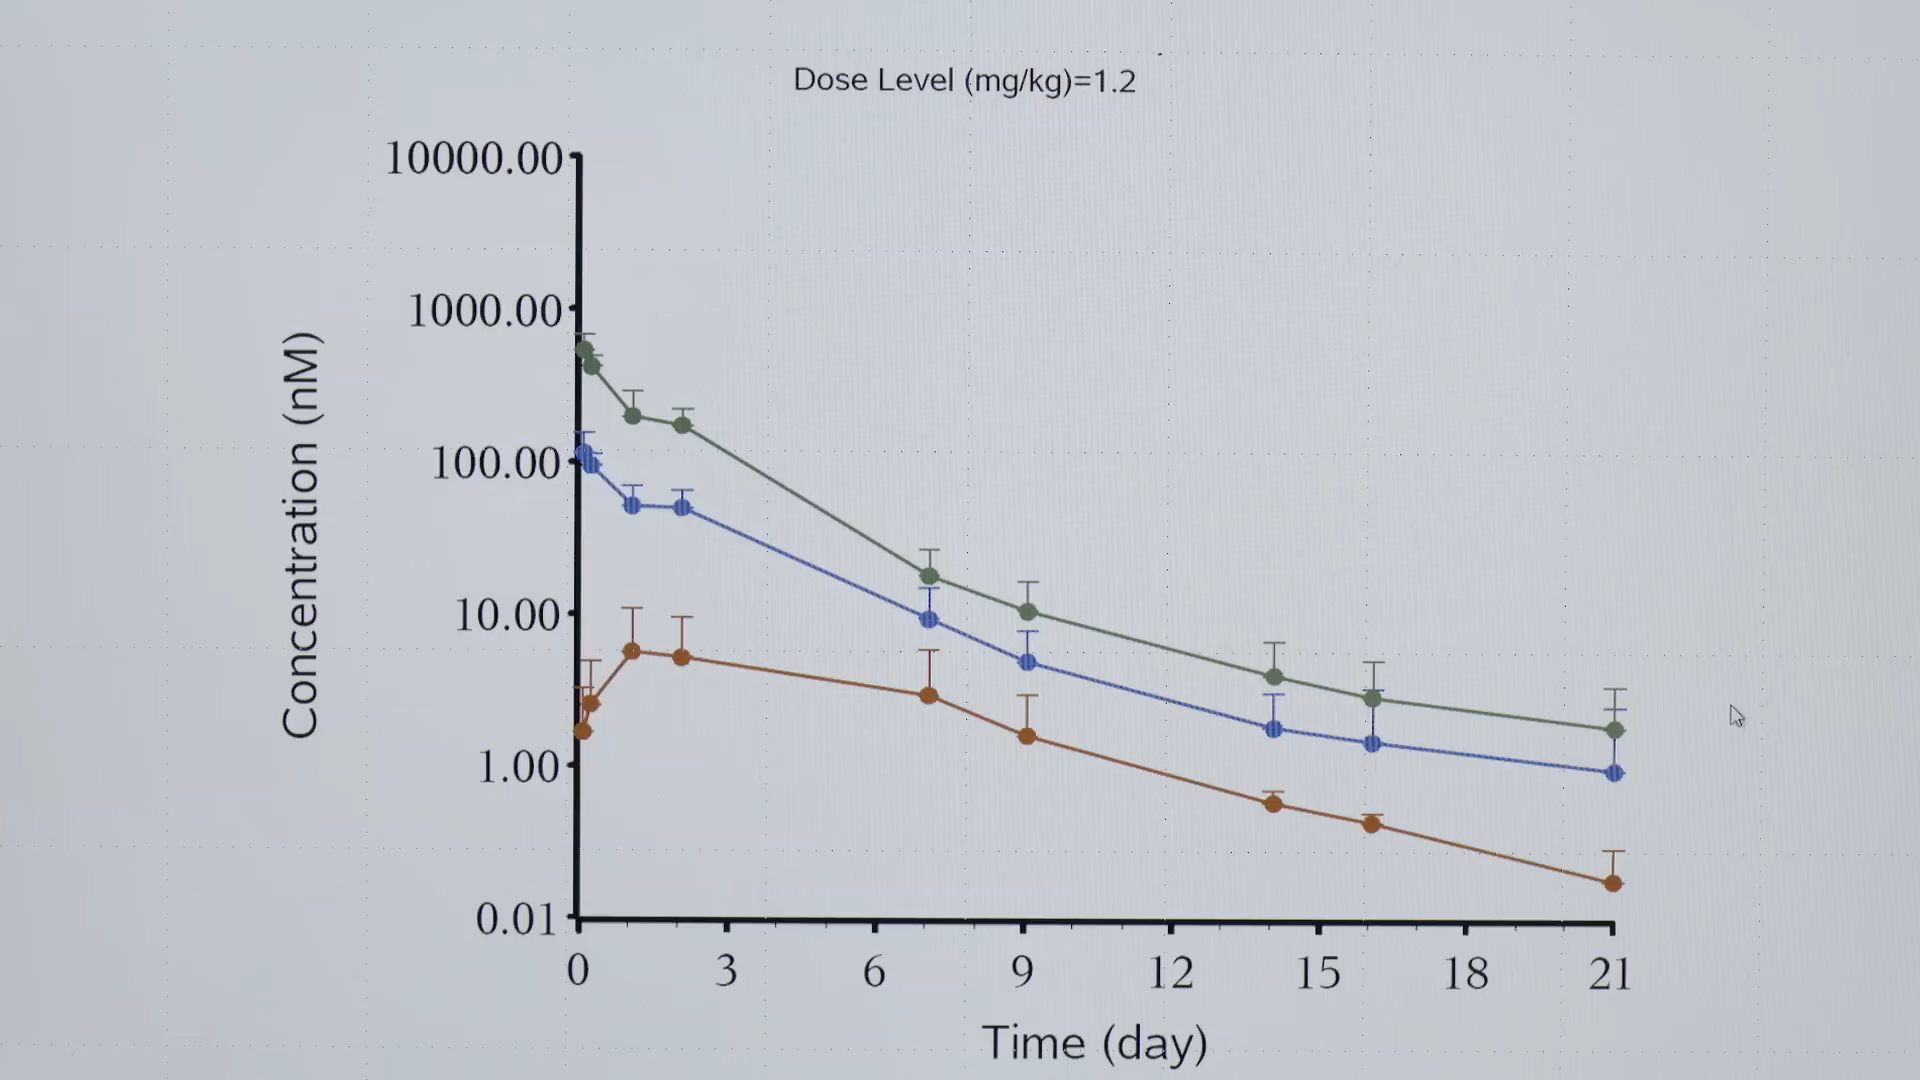 Dose Level (mg/kg)=1.2
10000.00
1000.00
100.00
10.00
1.00
0.01
Concentration (nM)
0 3 6 9 12 15 18 21
Time (day)